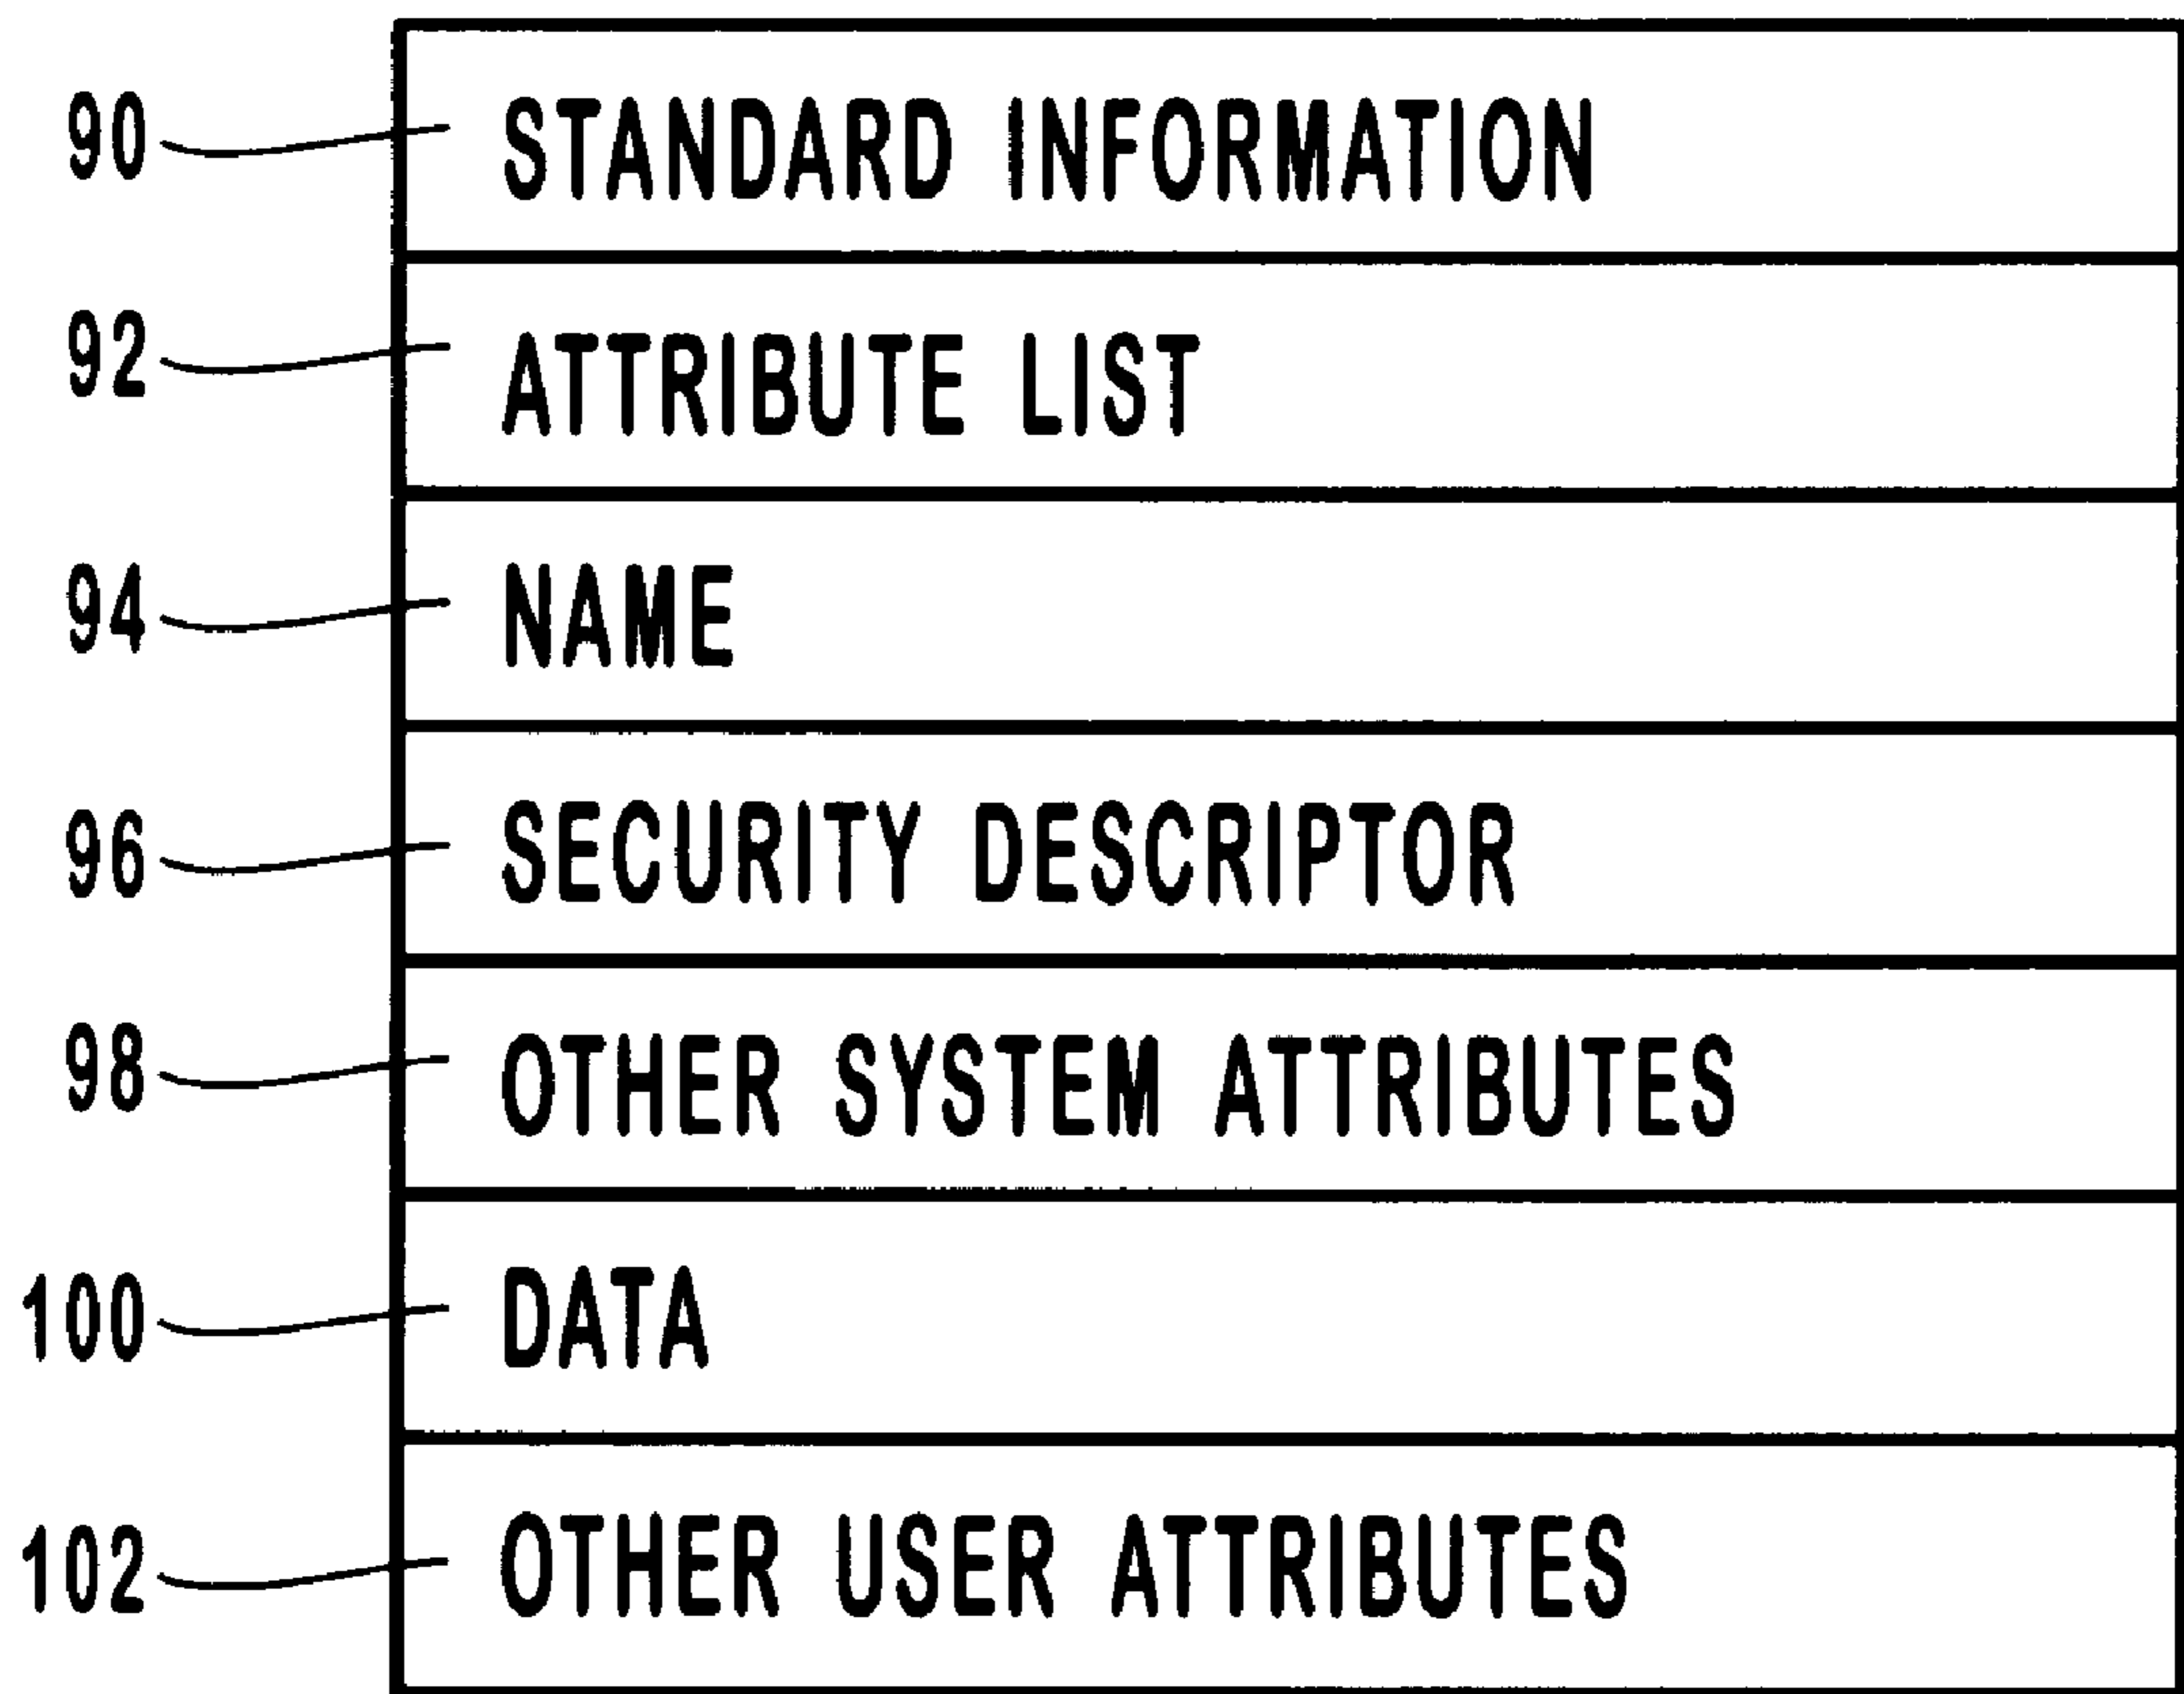 90 STANDARD INFORMATION
92 ATTRIBUTE LIST
94 NAME
96 SECURITY DESCRIPTOR
98 OTHER SYSTEM ATTRIBUTES
100 DATA
102 OTHER USER ATTRIBUTES